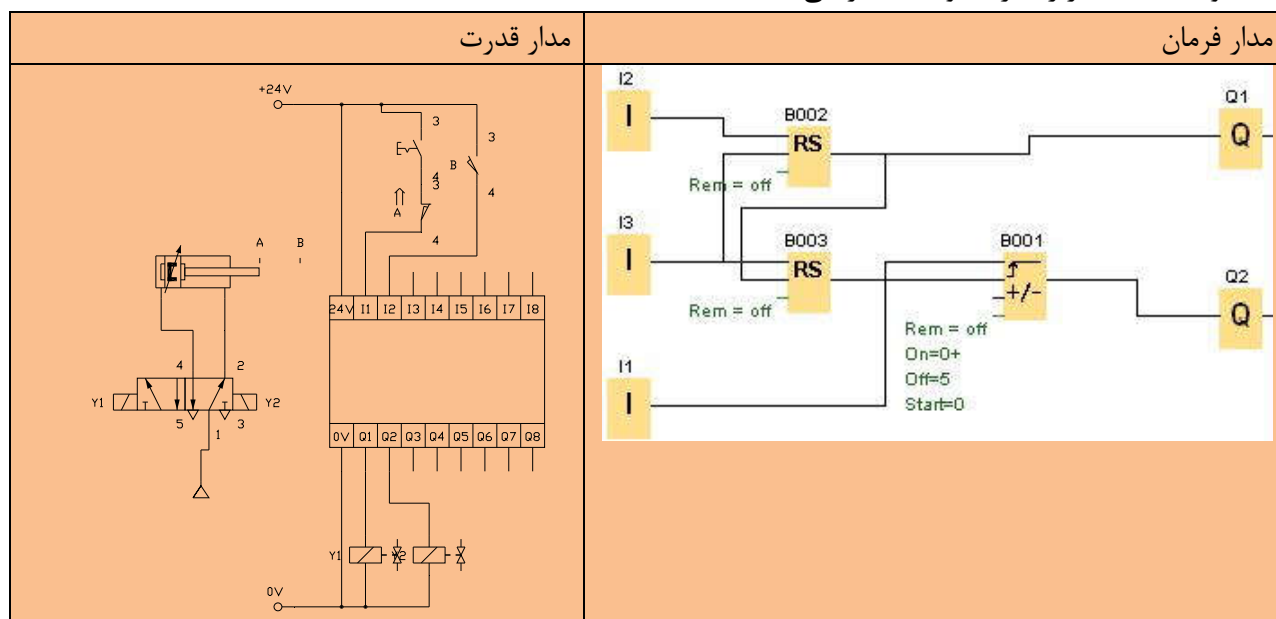 مدار فرمان
مدار قدرت
I2
I
B002
RS
Rem = off
Q1
Q
I3
I
B003
RS
Rem = off
B001
+/-
Rem = off
On=0+
Off=5
Start=0
Q2
Q
I1
I
+24V
3
3
E
B
4
3
4
A
4
A
B
24V I1 I2 I3 I4 I5 I6 I7 I8
4
2
Y1
Y2
5
3
1
0V Q1 Q2 Q3 Q4 Q5 Q6 Q7 Q8
Y1
Y2
0V